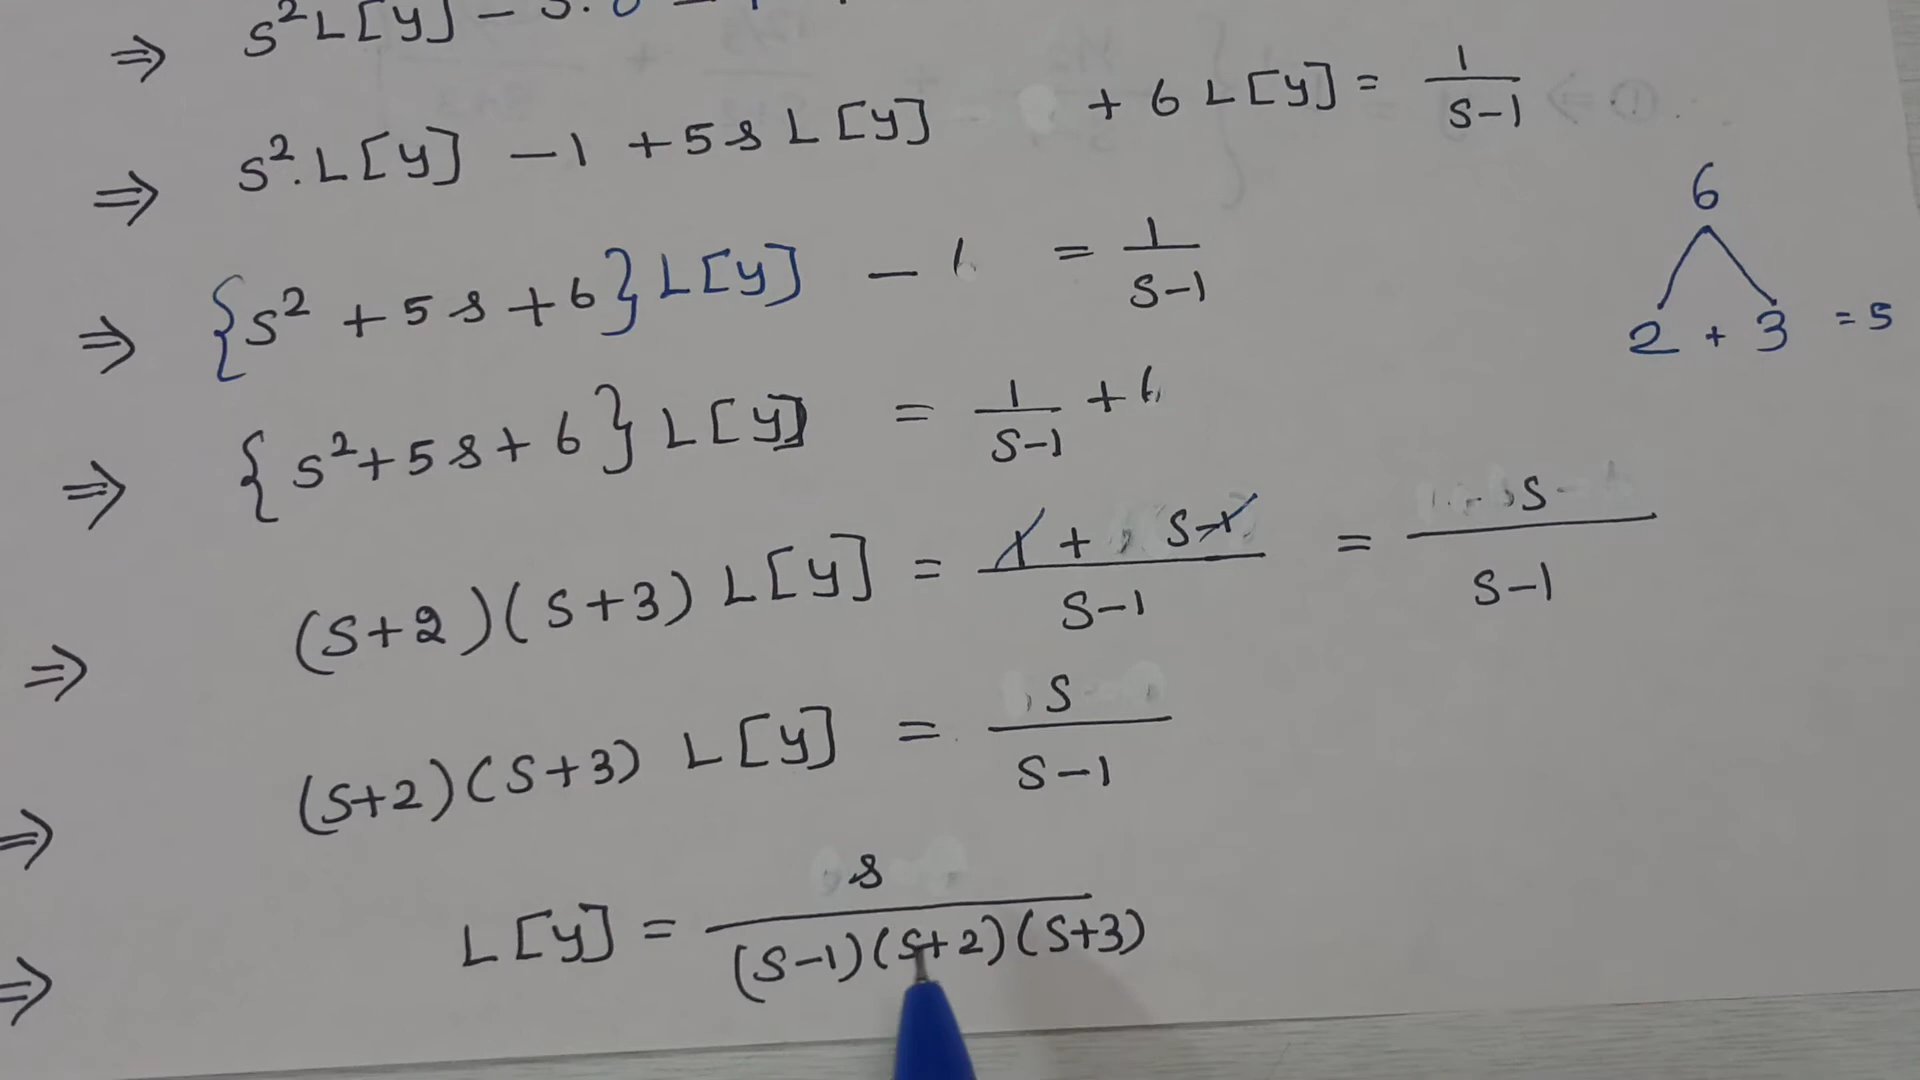 ⇒ s²L[y] - s.0 -
⇒ s².L[y] - 1 + 5s L[y] + 6 L[y] = 1/(s-1)
⇒ {s² + 5s + 6} L[y] - 1 = 1/(s-1)
6
2 + 3 = 5
⇒ {s² + 5s + 6} L[y] = 1/(s-1) + 1
⇒ (s+2)(s+3) L[y] = (1 + s-1)/(s-1) = s/(s-1)
⇒ (s+2)(s+3) L[y] = s/(s-1)
⇒ L[y] = s/((s-1)(s+2)(s+3))